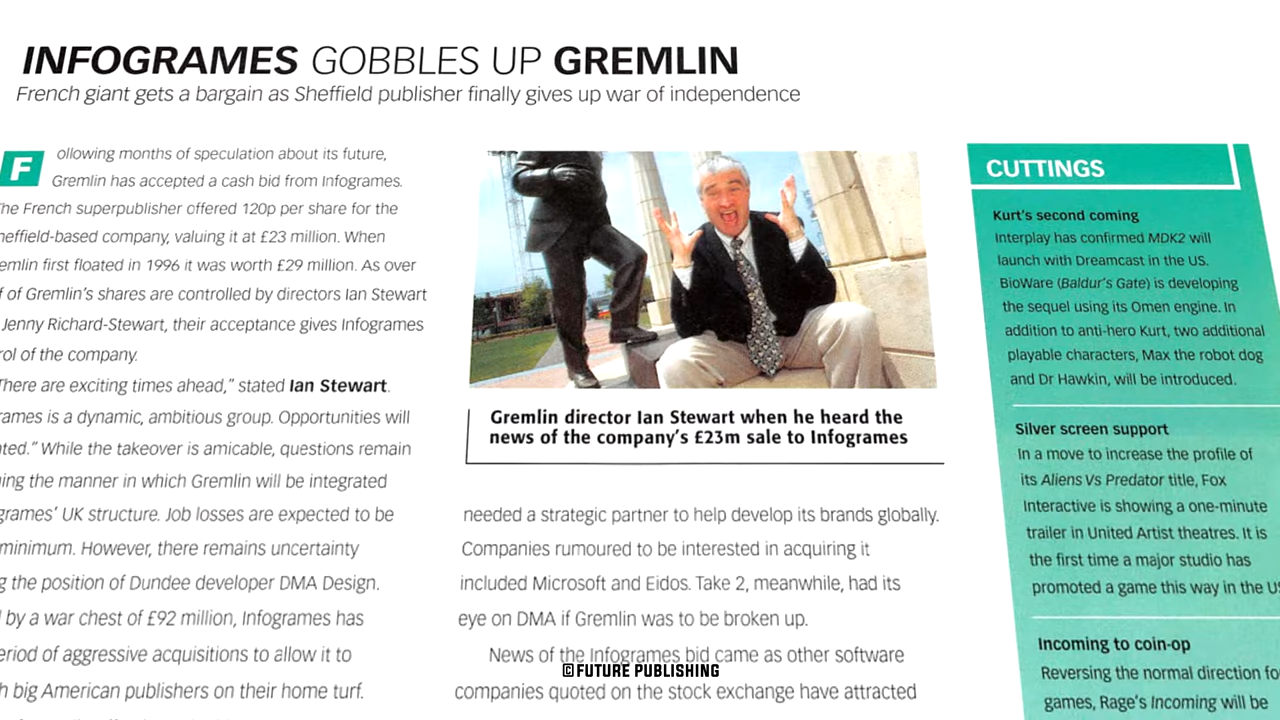 INFOGRAMES GOBBLES UP GREMLIN
French giant gets a bargain as Sheffield publisher finally gives up war of independence
Following months of speculation about its future,
Gremlin has accepted a cash bid from Infogrames.
The French superpublisher offered 120p per share for the
heffield-based company, valuing it at £23 million. When
emlin first floated in 1996 it was worth £29 million. As over
f of Gremlin's shares are controlled by directors Ian Stewart
Jenny Richard-Stewart, their acceptance gives Infogrames
rol of the company.
There are exciting times ahead," stated Ian Stewart.
rames is a dynamic, ambitious group. Opportunities will
ted." While the takeover is amicable, questions remain
ing the manner in which Gremlin will be integrated
grames' UK structure. Job losses are expected to be
minimum. However, there remains uncertainty
g the position of Dundee developer DMA Design.
by a war chest of £92 million, Infogrames has
eriod of aggressive acquisitions to allow it to
h big American publishers on their home turf.
Gremlin director Ian Stewart when he heard the
news of the company's £23m sale to Infogrames
needed a strategic partner to help develop its brands globally.
Companies rumoured to be interested in acquiring it
included Microsoft and Eidos. Take 2, meanwhile, had its
eye on DMA if Gremlin was to be broken up.
News of the Infogrames bid came as other software
companies quoted on the stock exchange have attracted
CUTTINGS
Kurt's second coming
Interplay has confirmed MDK2 will
launch with Dreamcast in the US.
BioWare (Baldur's Gate) is developing
the sequel using its Omen engine. In
addition to anti-hero Kurt, two additional
playable characters, Max the robot dog
and Dr Hawkin, will be introduced.
Silver screen support
In a move to increase the profile of
its Aliens Vs Predator title, Fox
Interactive is showing a one-minute
trailer in United Artist theatres. It is
the first time a major studio has
promoted a game this way in the US
Incoming to coin-op
Reversing the normal direction fo
games, Rage's Incoming will be
©FUTURE PUBLISHING